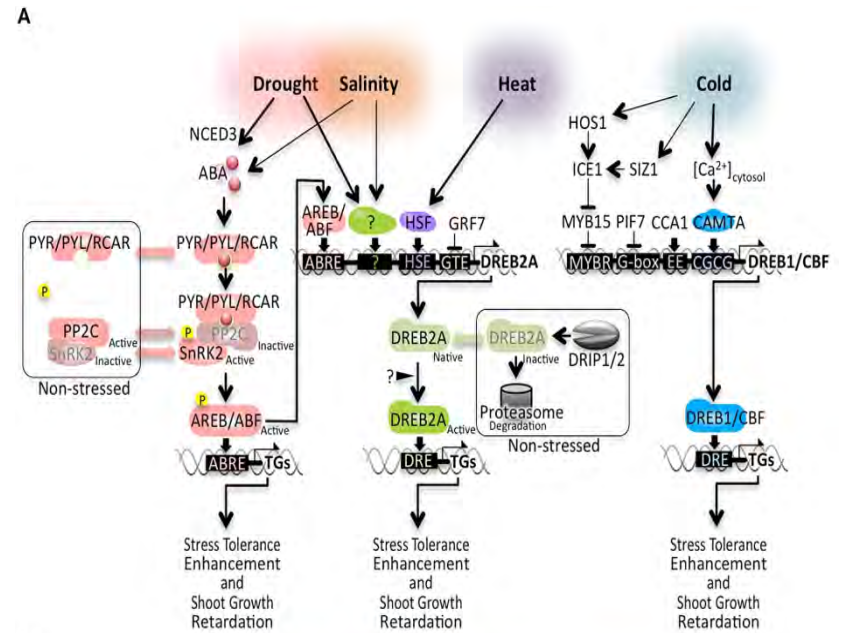 A
Drought Salinity Heat Cold
NCED3
ABA
HOS1
ICE1 SIZ1 [Ca2+]cytosol
AREB/
ABF ? HSF GRF7
MYB15 PIF7 CCA1 CAMTA
PYR/PYL/RCAR PYR/PYL/RCAR
ABRE ? HSE GTE DREB2A
MYBR G-box EE CGCG DREB1/CBF
P
PYR/PYL/RCAR
PP2C Active
SnRK2 Inactive
Non-stressed
P PP2C Inactive
SnRK2 Active
DREB2A Native
DREB2A Inactive
DRIP1/2
?
Proteasome
Degradation
Non-stressed
P
AREB/ABF Active
DREB2A Active
DREB1/CBF
ABRE TGs
DRE TGs
DRE TGs
Stress Tolerance
Enhancement
and
Shoot Growth
Retardation
Stress Tolerance
Enhancement
and
Shoot Growth
Retardation
Stress Tolerance
Enhancement
and
Shoot Growth
Retardation